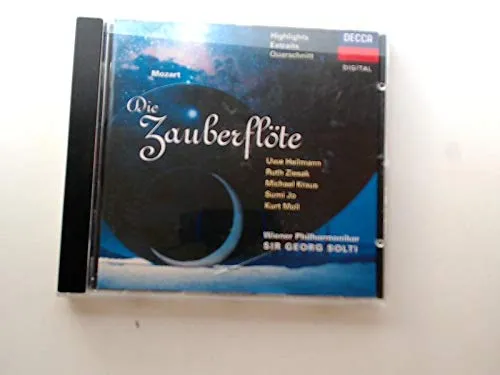 Highlights
Extraits
Querschnitt
DECCA
DIGITAL
Mozart
Die
Zauberflöte
Uwe Heilmann
Ruth Ziesak
Michael Kraus
Sumi Jo
Kurt Moll
Wiener Philharmoniker
SIR GEORG SOLTI